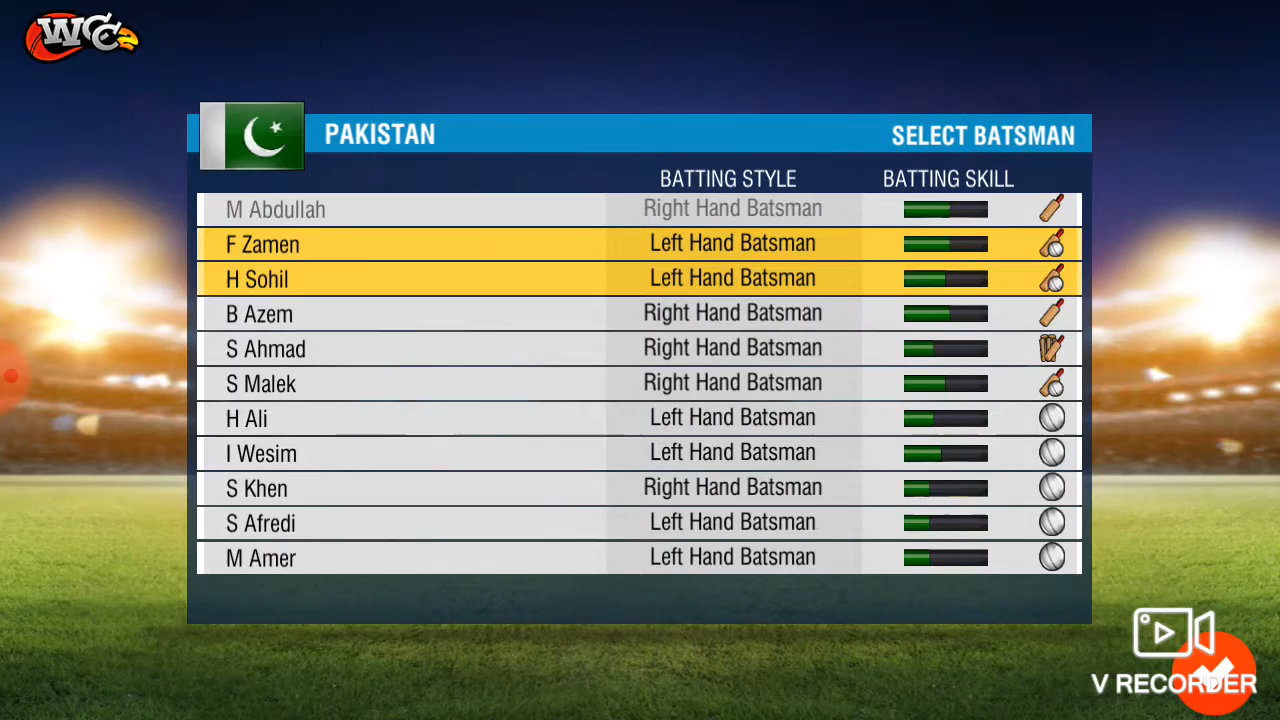 WCC
PAKISTAN SELECT BATSMAN
BATTING STYLE BATTING SKILL
M Abdullah Right Hand Batsman
F Zamen Left Hand Batsman
H Sohil Left Hand Batsman
B Azem Right Hand Batsman
S Ahmad Right Hand Batsman
S Malek Right Hand Batsman
H Ali Left Hand Batsman
I Wesim Left Hand Batsman
S Khen Right Hand Batsman
S Afredi Left Hand Batsman
M Amer Left Hand Batsman
V RECORDER